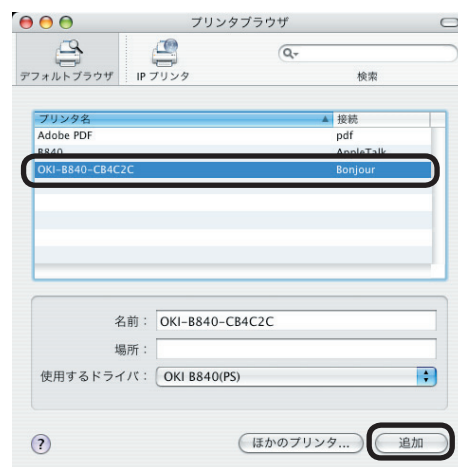 プリンタブラウザ
デフォルトブラウザ IP プリンタ 検索
プリンタ名 接続
Adobe PDF pdf
B840 AppleTalk
OKI-B840-CB4C2C Bonjour
名前： OKI-B840-CB4C2C
場所：
使用するドライバ： OKI B840(PS)
? ほかのプリンタ... 追加